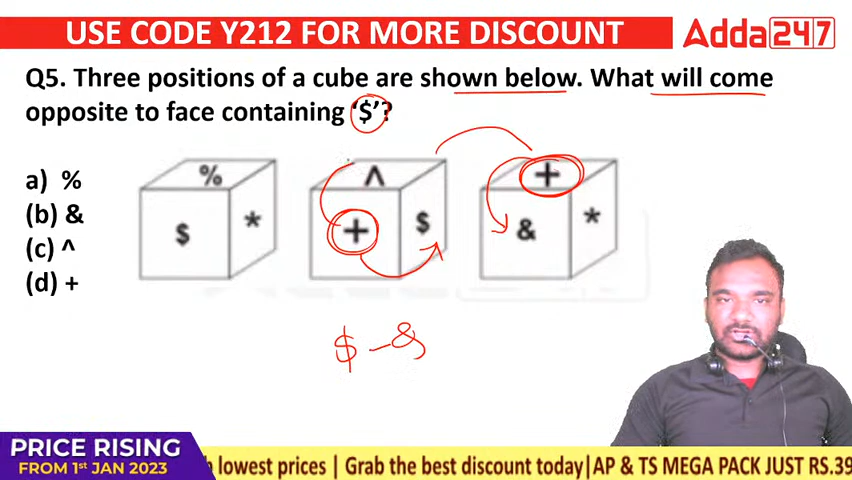 USE CODE Y212 FOR MORE DISCOUNT
Adda247
Q5. Three positions of a cube are shown below. What will come
opposite to face containing ‘$’?
a) %
(b) &
(c) ^
(d) +
%
$ *
^
+ $
+
& *
$ - &
PRICE RISING
FROM 1ST JAN 2023
lowest prices | Grab the best discount today|AP & TS MEGA PACK JUST RS.39